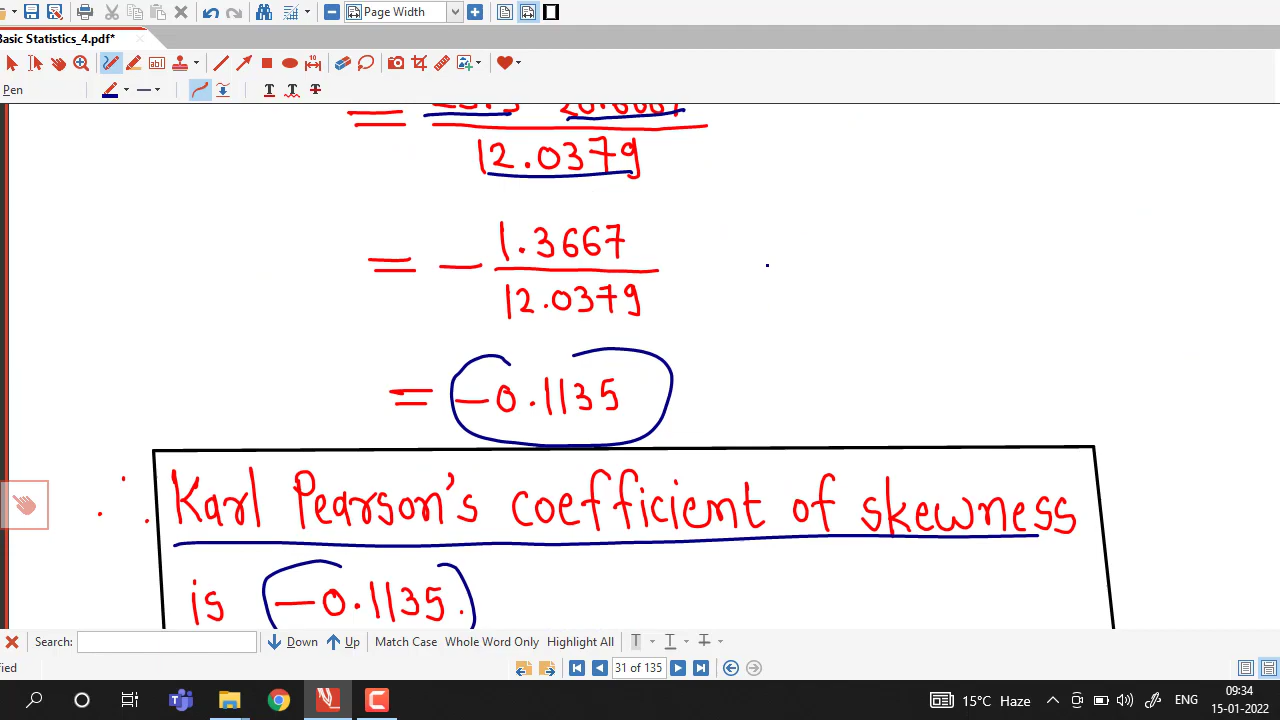 Page Width
Basic Statistics_4.pdf*
10
Pen
T T T
=
12.0379
= - 1.3667
12.0379
= -0.1135
∴ Karl Pearson's coefficient of skewness
is -0.1135.
Search: Down Up Match Case Whole Word Only Highlight All T T T
fied 31 of 135
15°C Haze ENG 09:34
15-01-2022